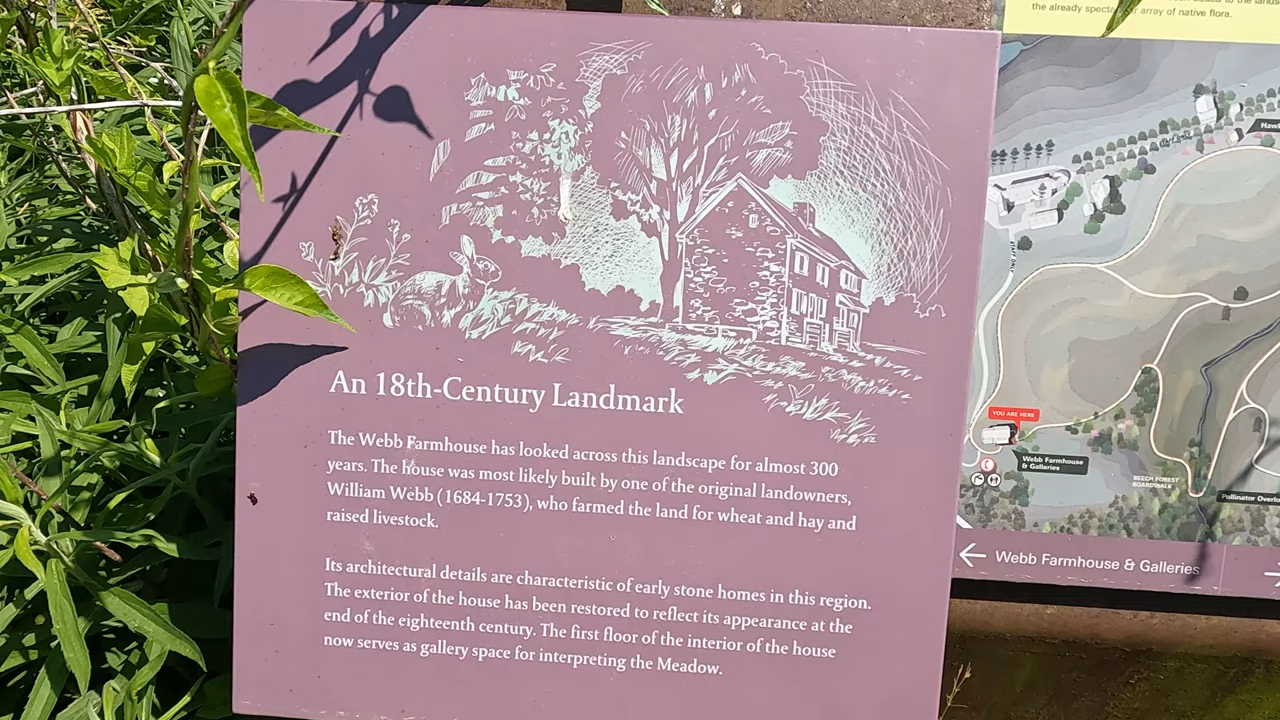 An 18th-Century Landmark
The Webb Farmhouse has looked across this landscape for almost 300
years. The house was most likely built by one of the original landowners,
William Webb (1684-1753), who farmed the land for wheat and hay and
raised livestock.
Its architectural details are characteristic of early stone homes in this region.
The exterior of the house has been restored to reflect its appearance at the
end of the eighteenth century. The first floor of the interior of the house
now serves as gallery space for interpreting the Meadow.
the already array of native flora.
YOU ARE HERE
Webb Farmhouse
& Galleries
BEECH FOREST
BOARDWALK
Pollinator
← Webb Farmhouse & Galleries